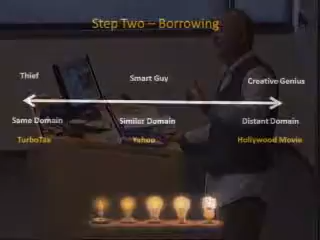 Step Two – Borrowing
Thief
Smart Guy
Creative Genius
Same Domain
Similar Domain
Distant Domain
TurboTax
Yahoo
Hollywood Movie